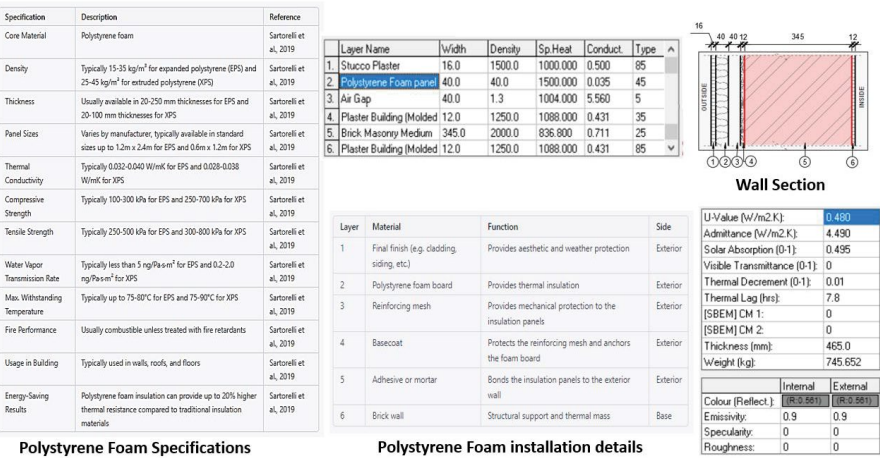 Specification Description Reference
Core Material Polystyrene foam Sartorelli et
al., 2019
Density Typically 15-35 kg/m³ for expanded polystyrene (EPS) and Sartorelli et
25-45 kg/m³ for extruded polystyrene (XPS) al., 2019
Thickness Usually available in 20-250 mm thicknesses for EPS and Sartorelli et
20-100 mm thicknesses for XPS al., 2019
Panel Sizes Varies by manufacturer, typically available in standard Sartorelli et
sizes up to 1.2m x 2.4m for EPS and 0.6m x 1.2m for XPS al., 2019
Thermal Typically 0.032-0.040 W/mK for EPS and 0.028-0.038 Sartorelli et
Conductivity W/mK for XPS al., 2019
Compressive Typically 100-300 kPa for EPS and 250-700 kPa for XPS Sartorelli et
Strength al., 2019
Tensile Strength Typically 250-500 kPa for EPS and 300-800 kPa for XPS Sartorelli et
al., 2019
Water Vapor Typically less than 5 ng/Pa·s·m² for EPS and 0.2-2.0 Sartorelli et
Transmission Rate ng/Pa·s·m² for XPS al., 2019
Max. Withstanding Typically up to 75-80°C for EPS and 75-90°C for XPS Sartorelli et
Temperature al., 2019
Fire Performance Usually combustible unless treated with fire retardants Sartorelli et
al., 2019
Usage in Building Typically used in walls, roofs, and floors Sartorelli et
al., 2019
Energy-Saving Polystyrene foam insulation can provide up to 20% higher Sartorelli et
Results thermal resistance compared to traditional insulation al., 2019
materials
Polystyrene Foam Specifications
Layer Name Width Density Sp.Heat Conduct. Type
1. Stucco Plaster 16.0 1500.0 1000.000 0.500 85
2. Polystyrene Foam panel 40.0 40.0 1500.000 0.035 45
3. Air Gap 40.0 1.3 1004.000 5.560 5
4. Plaster Building (Molded 12.0 1250.0 1088.000 0.431 35
5. Brick Masonry Medium 345.0 2000.0 836.800 0.711 25
6. Plaster Building (Molded 12.0 1250.0 1088.000 0.431 85
Layer Material Function Side
1 Final finish (e.g. cladding, Provides aesthetic and weather protection Exterior
siding, etc.)
2 Polystyrene foam board Provides thermal insulation Exterior
3 Reinforcing mesh Provides mechanical protection to the Exterior
insulation panels
4 Basecoat Protects the reinforcing mesh and anchors Exterior
the foam board
5 Adhesive or mortar Bonds the insulation panels to the exterior Exterior
wall
6 Brick wall Structural support and thermal mass Base
Polystyrene Foam installation details
16
40 40 12 345 12
OUTSIDE
INSIDE
1 2 3 4 5 6
Wall Section
U-Value (W/m2.K): 0.480
Admittance (W/m2.K): 4.490
Solar Absorption (0-1): 0.495
Visible Transmittance (0-1): 0
Thermal Decrement (0-1): 0.01
Thermal Lag (hrs): 7.8
[SBEM] CM 1: 0
[SBEM] CM 2: 0
Thickness (mm): 465.0
Weight (kg): 745.652
Internal External
Colour (Reflect.): (R:0.561) (R:0.561)
Emissivity: 0.9 0.9
Specularity: 0 0
Roughness: 0 0